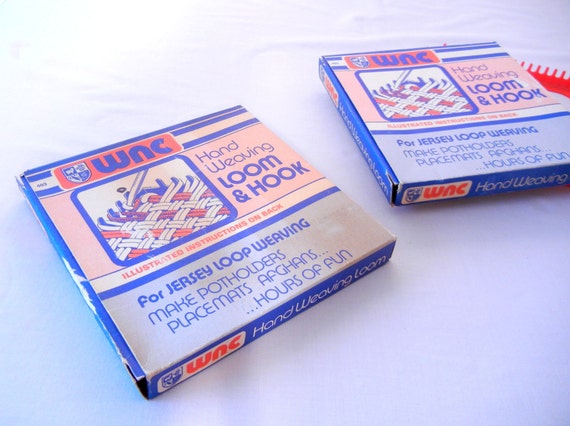 WNC
403
Hand
Weaving
LOOM
& HOOK
ILLUSTRATED INSTRUCTIONS ON BACK
For JERSEY LOOP WEAVING
MAKE POTHOLDERS
PLACEMATS AFGHANS...
...HOURS OF FUN
WNC Hand Weaving Loom
WNC
Hand
Weaving
LOOM
& HOOK
ILLUSTRATED INSTRUCTIONS ON BACK
For JERSEY LOOP WEAVING
MAKE POTHOLDERS
PLACEMATS AFGHANS...
...HOURS OF FUN
WNC Hand Weaving